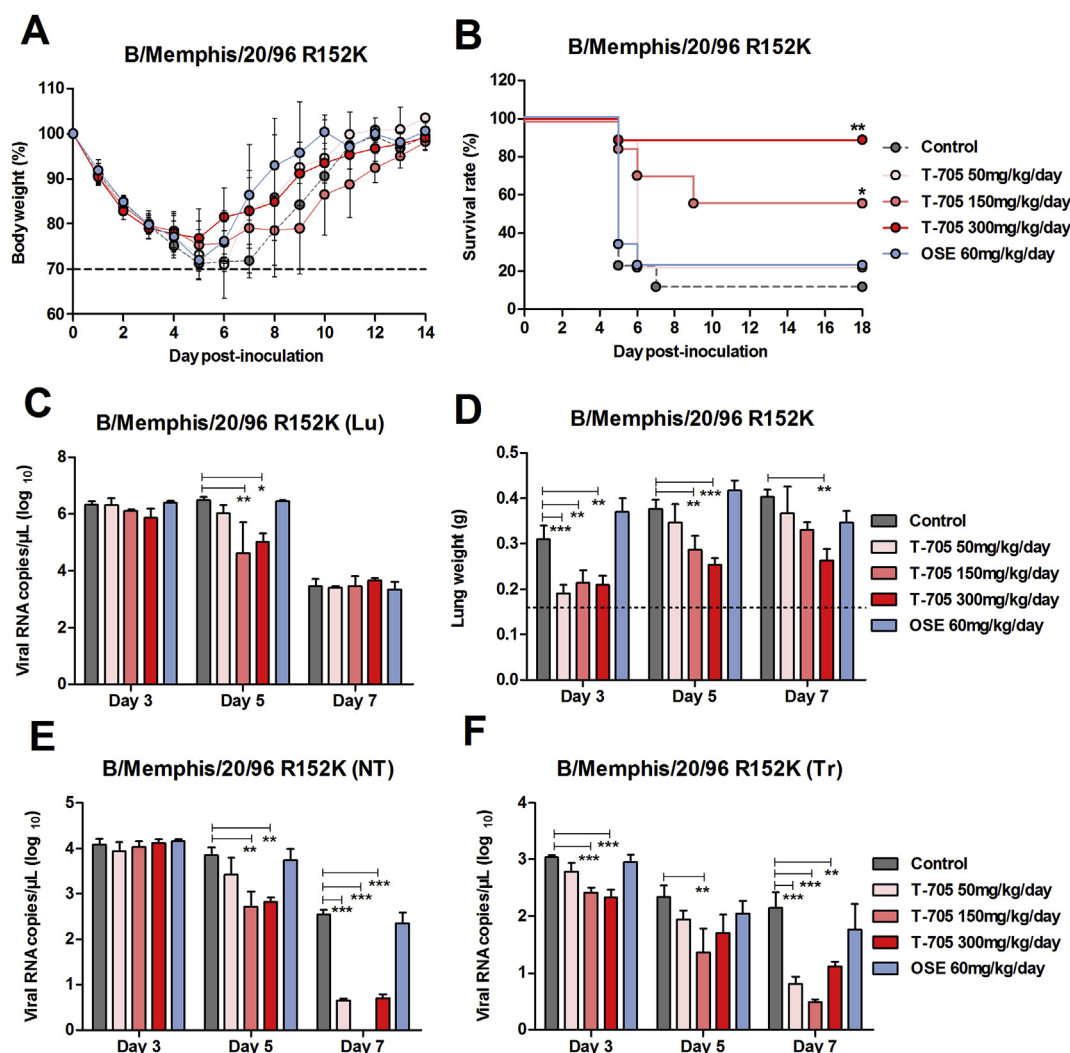 A
B/Memphis/20/96 R152K
Body weight (%)
110
100
90
80
70
60
0 2 4 6 8 10 12 14
Day post-inoculation
B
B/Memphis/20/96 R152K
Survival rate (%)
120
100
80
60
40
20
0
0 2 4 6 8 10 12 14 16 18
Day post-inoculation
**
*
Control
T-705 50mg/kg/day
T-705 150mg/kg/day
T-705 300mg/kg/day
OSE 60mg/kg/day
C
B/Memphis/20/96 R152K (Lu)
Viral RNA copies/µL (log 10)
8
6
4
2
0
** *
Day 3 Day 5 Day 7
D
B/Memphis/20/96 R152K
Lung weight (g)
0.5
0.4
0.3
0.2
0.1
0.0
*** ** **
** ***
**
Day 3 Day 5 Day 7
Control
T-705 50mg/kg/day
T-705 150mg/kg/day
T-705 300mg/kg/day
OSE 60mg/kg/day
E
B/Memphis/20/96 R152K (NT)
Viral RNA copies/µL (log 10)
5
4
3
2
1
0
** **
*** *** ***
Day 3 Day 5 Day 7
F
B/Memphis/20/96 R152K (Tr)
Viral RNA copies/µL (log 10)
4
3
2
1
0
*** ***
**
*** *** **
Day 3 Day 5 Day 7
Control
T-705 50mg/kg/day
T-705 150mg/kg/day
T-705 300mg/kg/day
OSE 60mg/kg/day